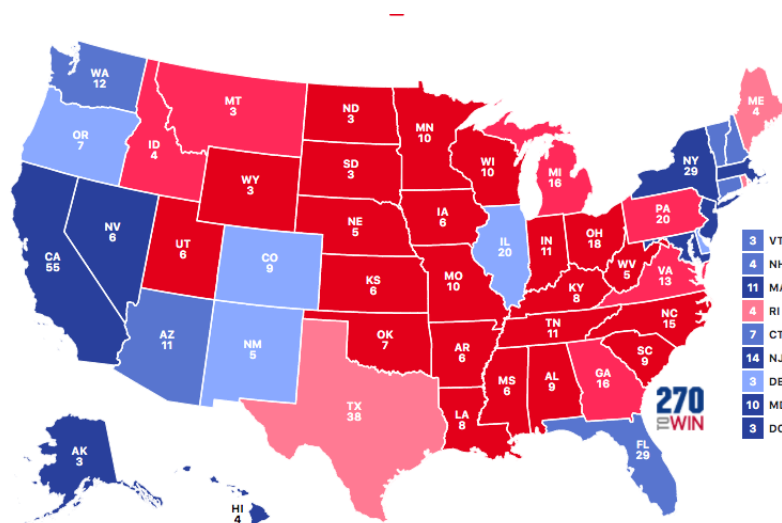 WA
12
OR
7
CA
55
NV
6
ID
4
MT
3
WY
3
UT
6
AZ
11
CO
9
NM
5
ND
3
SD
3
NE
5
KS
6
OK
7
TX
38
MN
10
IA
6
MO
10
AR
6
LA
8
WI
10
IL
20
MI
16
IN
11
OH
18
KY
8
TN
11
MS
6
AL
9
GA
16
FL
29
SC
9
NC
15
VA
13
WV
5
PA
20
NY
29
ME
4
3 VT
4 NH
11 MA
4 RI
7 CT
14 NJ
3 DE
10 MD
3 DC
270
TO WIN
AK
3
HI
4